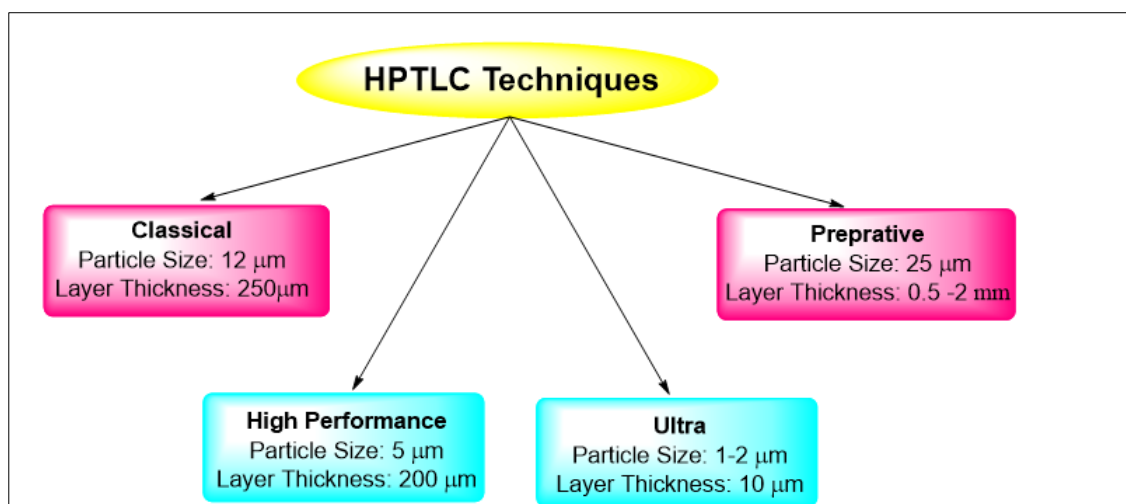 HPTLC Techniques
Classical
Particle Size: 12 μm
Layer Thickness: 250μm
Preprative
Particle Size: 25 μm
Layer Thickness: 0.5 -2 mm
High Performance
Particle Size: 5 μm
Layer Thickness: 200 μm
Ultra
Particle Size: 1-2 μm
Layer Thickness: 10 μm